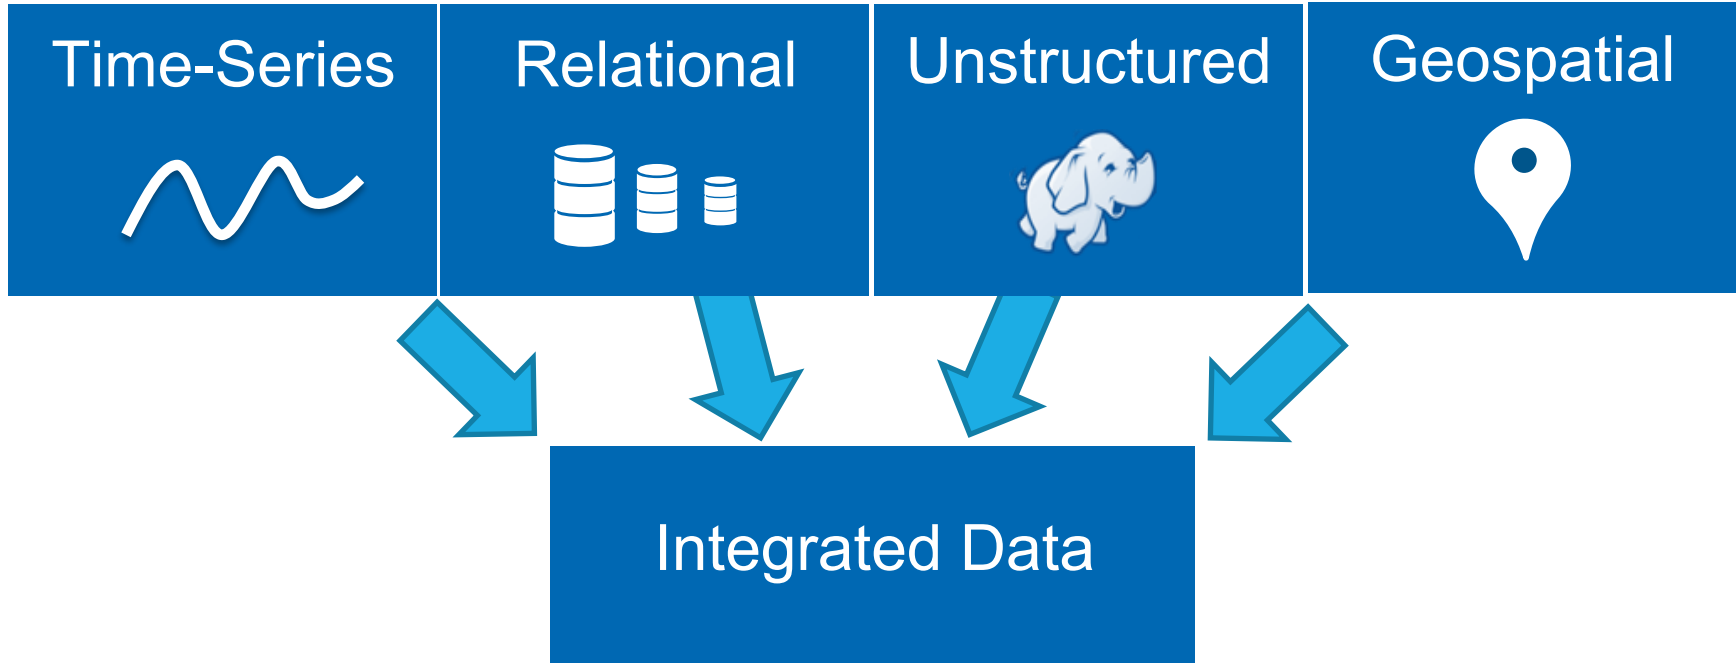 Time-Series
Relational
Unstructured
Geospatial
Integrated Data